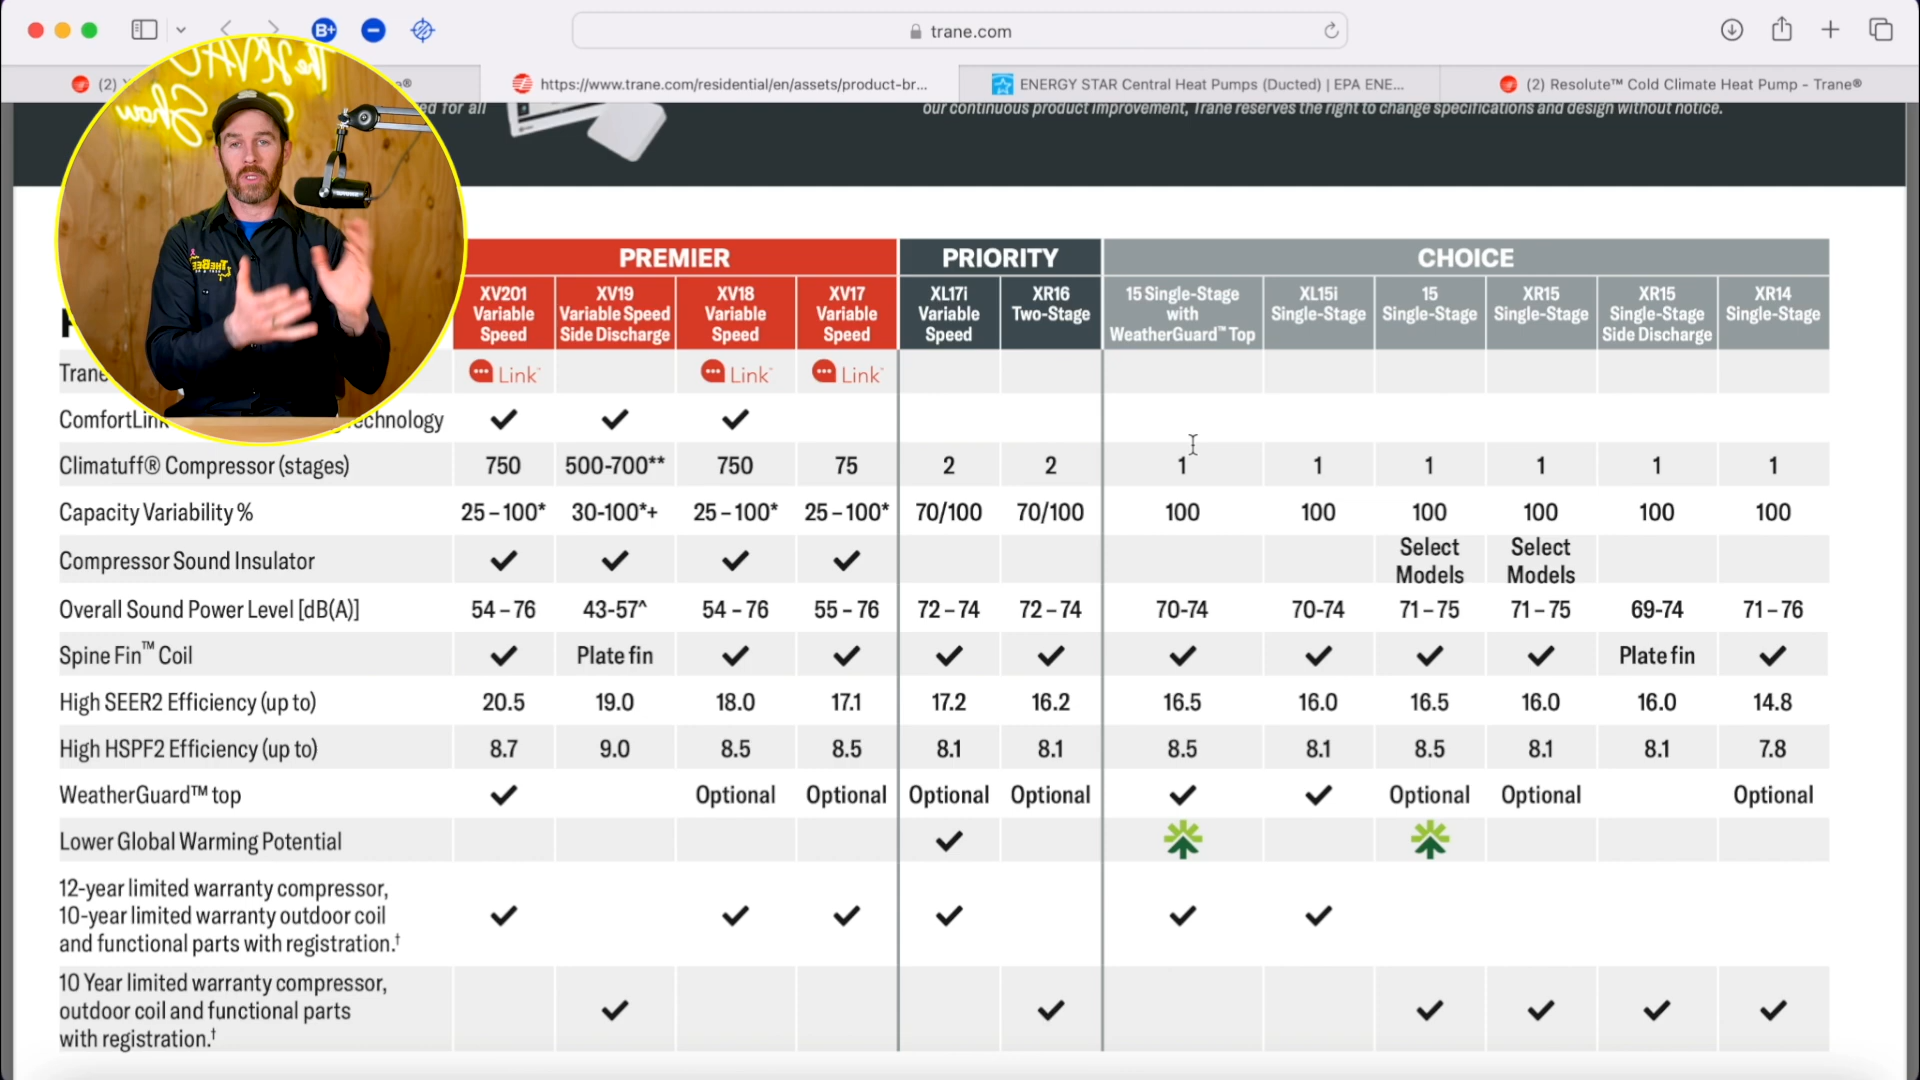 B+
trane.com
(2)
https://www.trane.com/residential/en/assets/product-br...
ENERGY STAR Central Heat Pumps (Ducted) | EPA ENE...
(2) Resolute™ Cold Climate Heat Pump - Trane®
ed for all
our continuous product improvement, Trane reserves the right to change specifications and design without notice.
The HVAC
Show
PREMIER PRIORITY CHOICE
XV20I Variable Speed
XV19 Variable Speed Side Discharge
XV18 Variable Speed
XV17 Variable Speed
XL17i Variable Speed
XR16 Two-Stage
15 Single-Stage with WeatherGuard™ Top
XL15i Single-Stage
15 Single-Stage
XR15 Single-Stage
XR15 Single-Stage Side Discharge
XR14 Single-Stage
Trane Link Link Link
ComfortLink technology ✓ ✓ ✓
Climatuff® Compressor (stages) 750 500-700** 750 75 2 2 1 1 1 1 1 1
Capacity Variability % 25 – 100* 30-100*+ 25 – 100* 25 – 100* 70/100 70/100 100 100 100 100 100 100
Compressor Sound Insulator ✓ ✓ ✓ ✓ Select Models Select Models
Overall Sound Power Level [dB(A)] 54 – 76 43-57^ 54 – 76 55 – 76 72 – 74 72 – 74 70-74 70-74 71 – 75 71 – 75 69-74 71 – 76
Spine Fin™ Coil ✓ Plate fin ✓ ✓ ✓ ✓ ✓ ✓ ✓ ✓ Plate fin ✓
High SEER2 Efficiency (up to) 20.5 19.0 18.0 17.1 17.2 16.2 16.5 16.0 16.5 16.0 16.0 14.8
High HSPF2 Efficiency (up to) 8.7 9.0 8.5 8.5 8.1 8.1 8.5 8.1 8.5 8.1 8.1 7.8
WeatherGuard™ top ✓ Optional Optional Optional Optional ✓ ✓ Optional Optional Optional
Lower Global Warming Potential ✓
12-year limited warranty compressor,
10-year limited warranty outdoor coil ✓ ✓ ✓ ✓ ✓ ✓
and functional parts with registration.†
10 Year limited warranty compressor,
outdoor coil and functional parts ✓ ✓ ✓ ✓ ✓ ✓
with registration.†